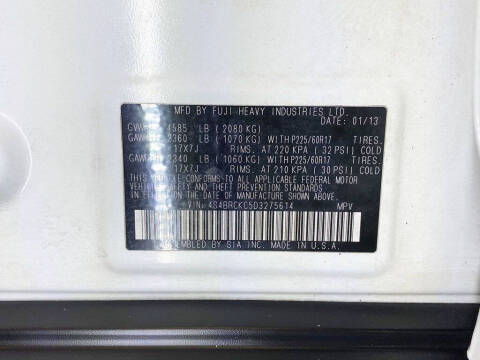 MFD BY FUJI HEAVY INDUSTRIES LTD.
DATE: 01/13
GVWR: 4585 LB (2080 KG)
2360 LB (1070 KG) WITH P225/60R17 TIRES.
17X7J RIMS. AT 220 KPA (32 PSI) COLD
2340 LB (1060 KG) WITH P225/60R17 TIRES.
17X7J RIMS. AT 210 KPA (30 PSI) COLD
THIS VEHICLE CONFORMS TO ALL APPLICABLE FEDERAL MOTOR
VEHICLE SAFETY AND THEFT PREVENTION STANDARDS
IN EFFECT ON THE DATE OF MANUFACTURE SHOWN ABOVE.
VIN: 4S4BRCKC5D3275614 MPV
ASSEMBLED BY SIA INC. MADE IN U.S.A.